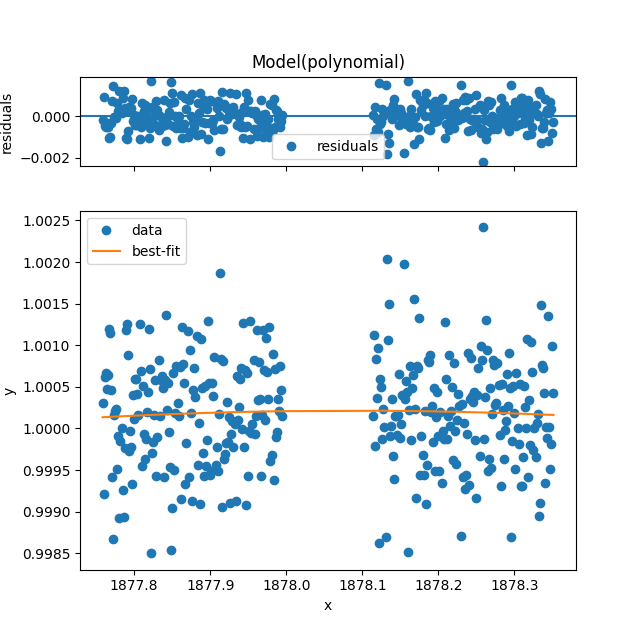 Model(polynomial)
residuals
0.000
−0.002
residuals
1.0025
1.0020
1.0015
1.0010
1.0005
1.0000
0.9995
0.9990
0.9985
y
data
best-fit
1877.8
1877.9
1878.0
1878.1
1878.2
1878.3
x